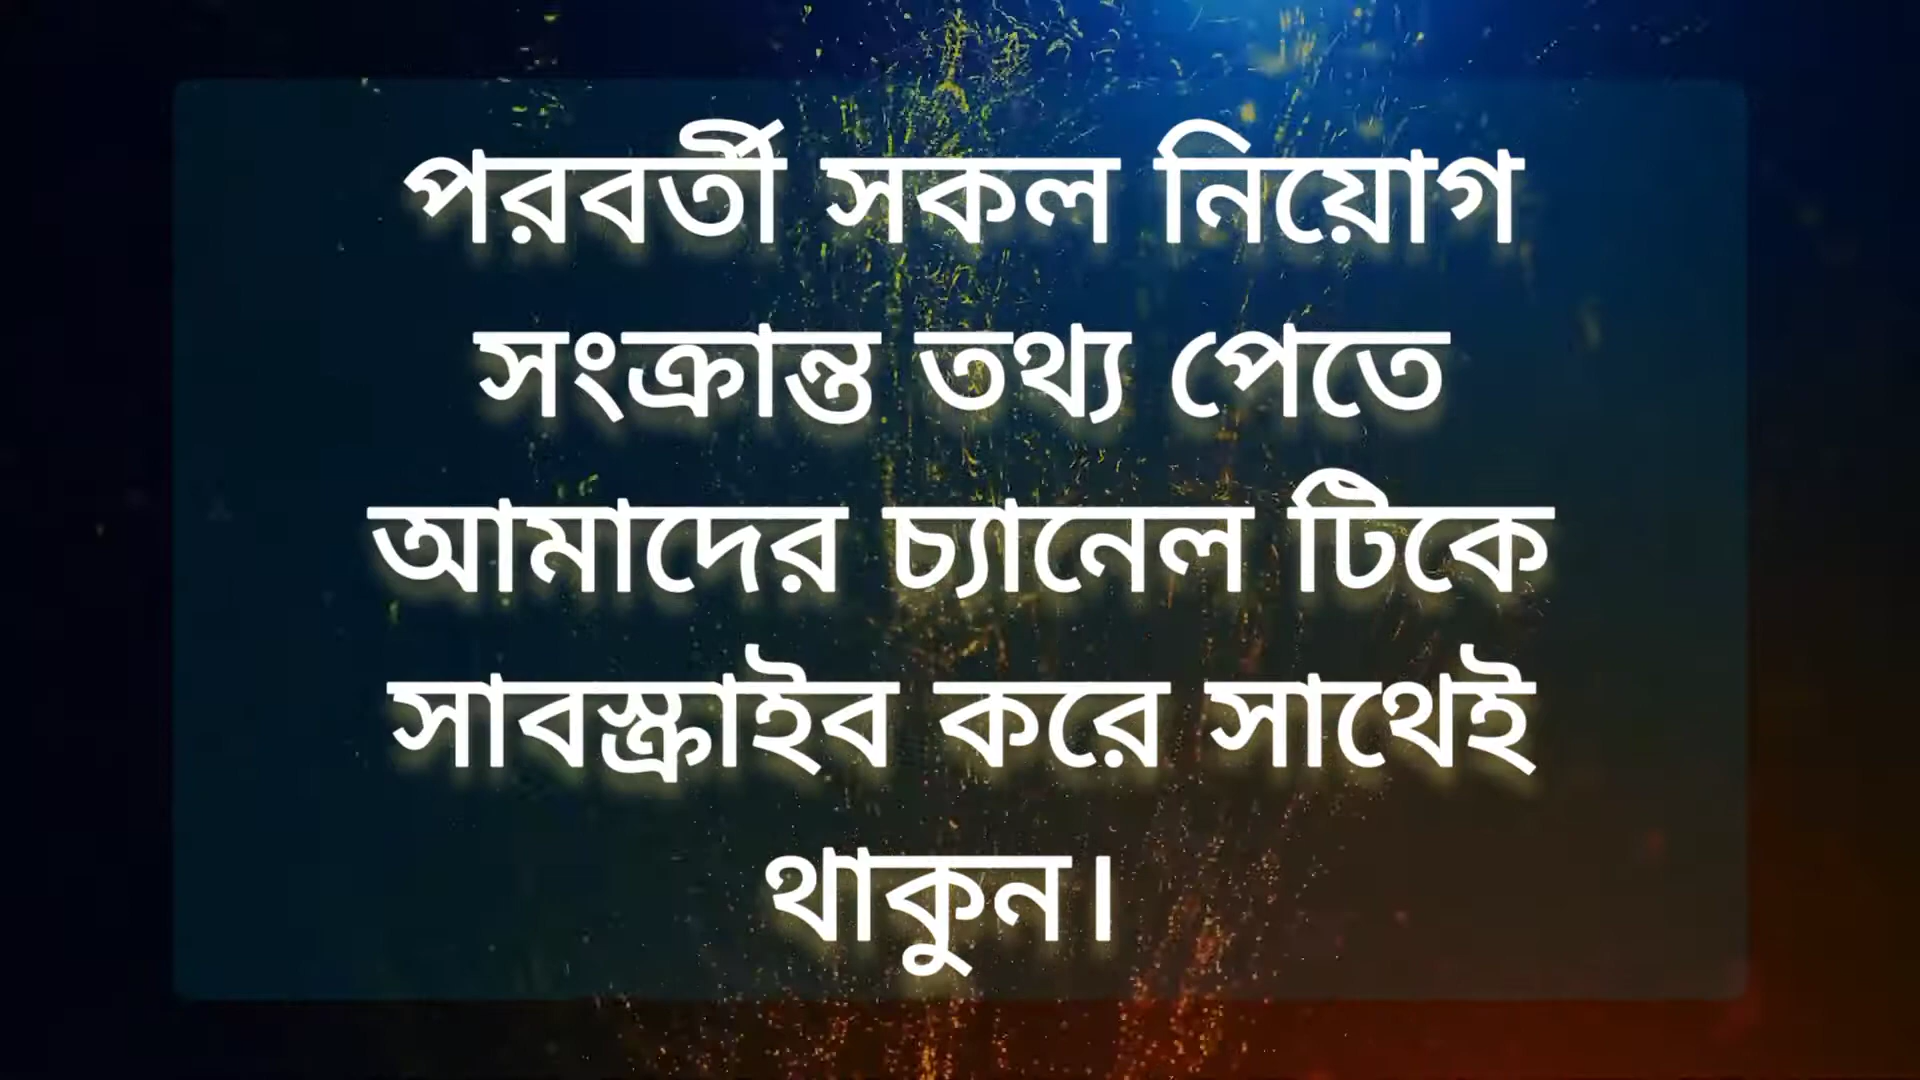 পরবর্তী সকল নিয়োগ
সংক্রান্ত তথ্য পেতে
আমাদের চ্যানেল টিকে
সাবস্ক্রাইব করে সাথেই
থাকুন।